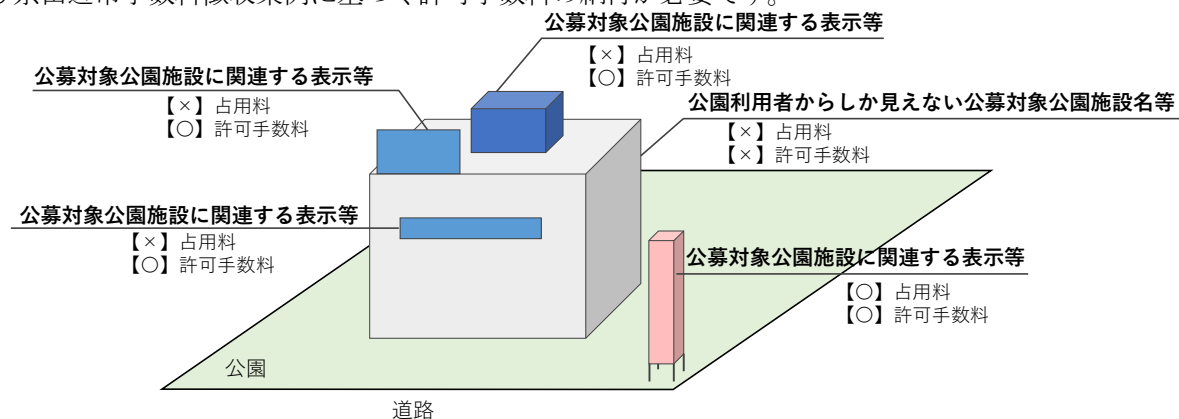 公募対象公園施設に関連する表示等
【×】占用料
【〇】許可手数料
公募対象公園施設に関連する表示等
【×】占用料
【〇】許可手数料
公園利用者からしか見えない公募対象公園施設名等
【×】占用料
【×】許可手数料
公募対象公園施設に関連する表示等
【×】占用料
【〇】許可手数料
公募対象公園施設に関連する表示等
【〇】占用料
【〇】許可手数料
公園
道路